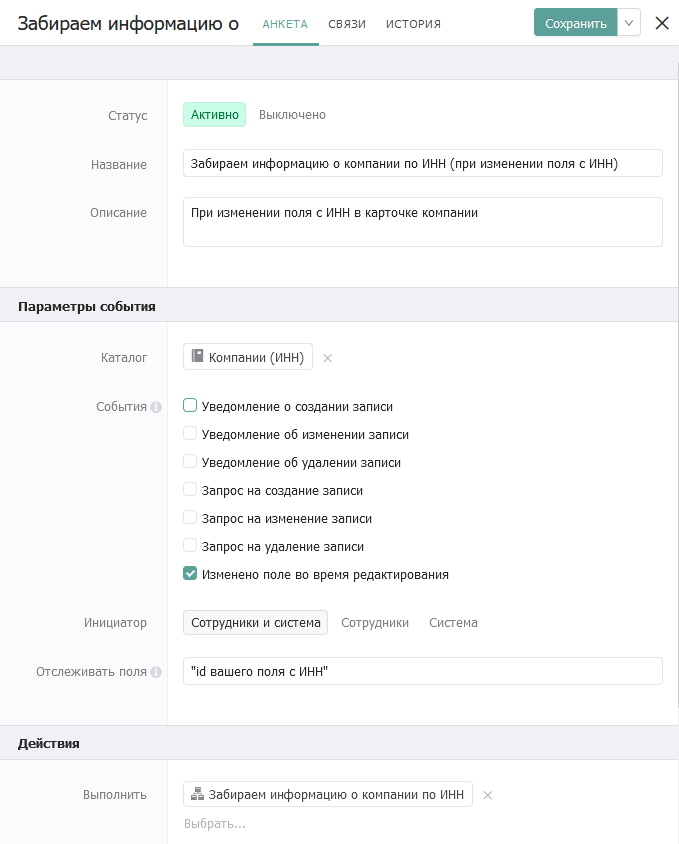 Забираем информацию о АНКЕТА СВЯЗИ ИСТОРИЯ Сохранить
Статус Активно Выключено
Название Забираем информацию о компании по ИНН (при изменении поля с ИНН)
Описание При изменении поля с ИНН в карточке компании
Параметры события
Каталог Компании (ИНН)
События Уведомление о создании записи
Уведомление об изменении записи
Уведомление об удалении записи
Запрос на создание записи
Запрос на изменение записи
Запрос на удаление записи
Изменено поле во время редактирования
Инициатор Сотрудники и система Сотрудники Система
Отслеживать поля "id вашего поля с ИНН"
Действия
Выполнить Забираем информацию о компании по ИНН
Выбрать...